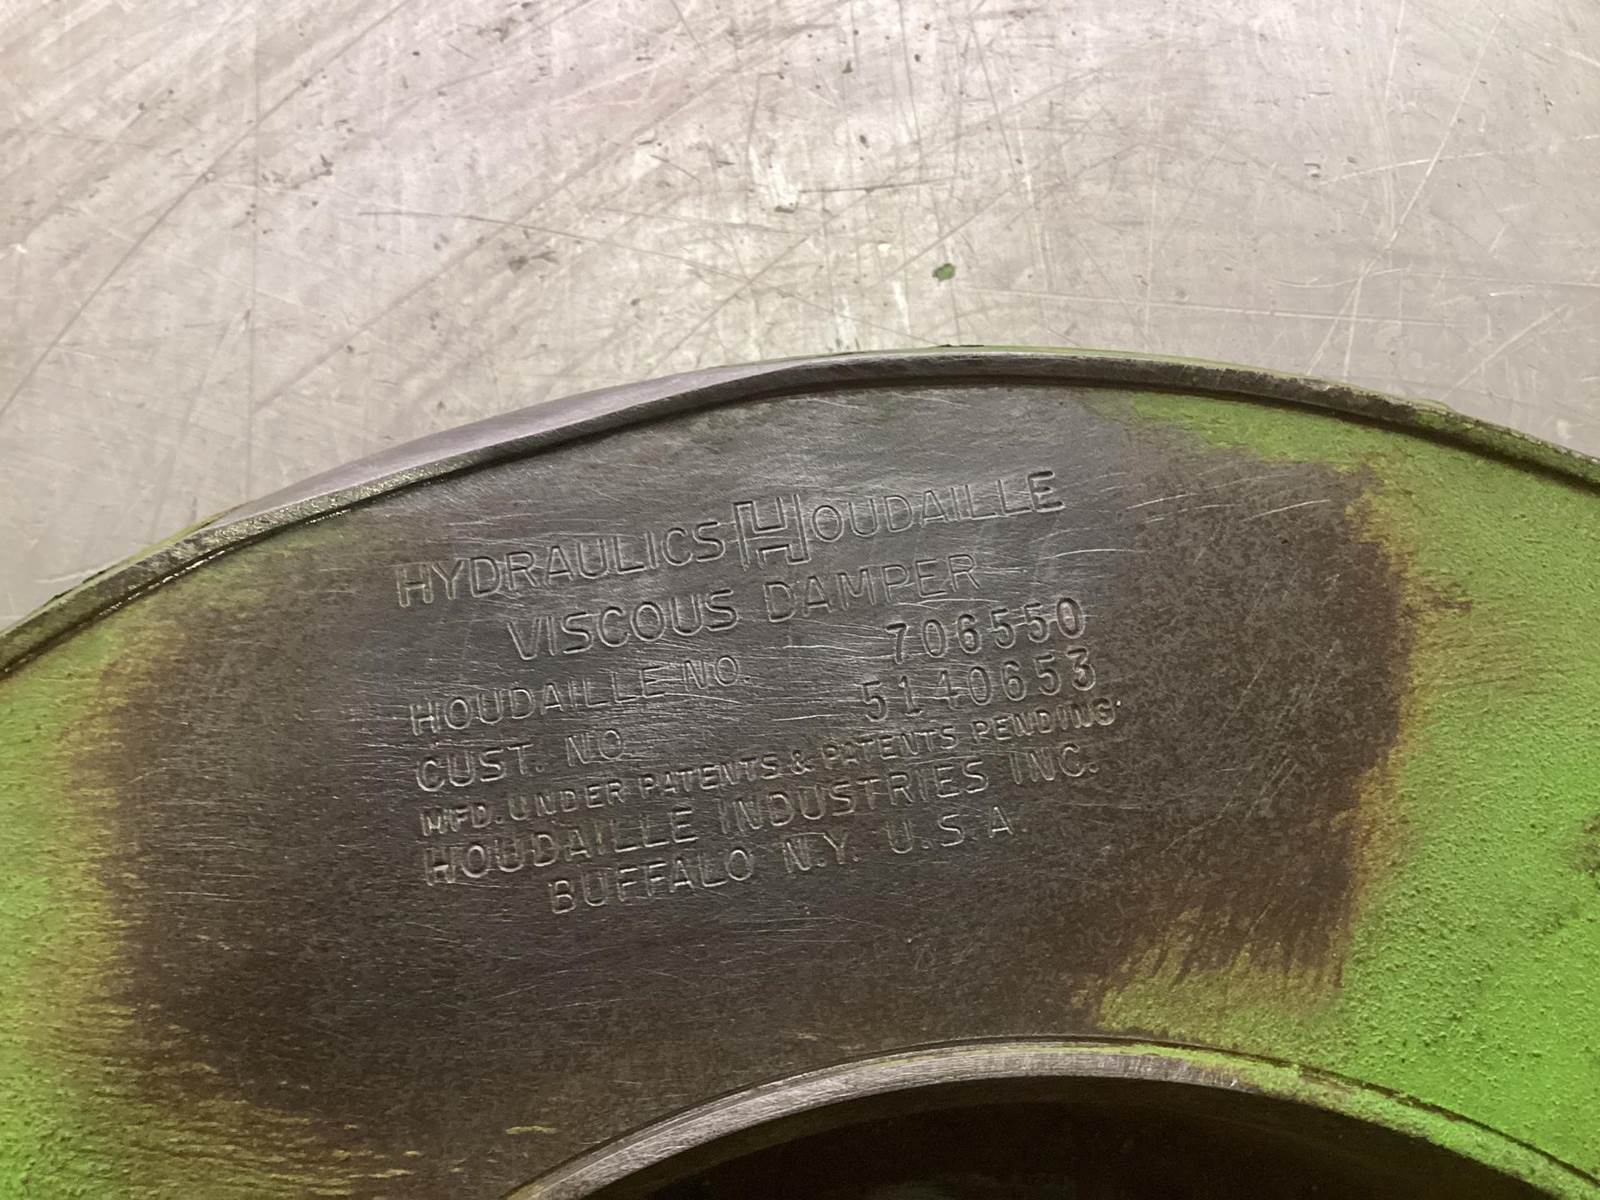 HYDRAULICS HOUDAILLE
VISCOUS DAMPER
HOUDAILLE NO. 706550
CUST. NO. 5140653
MFD. UNDER PATENTS & PATENTS PENDING
HOUDAILLE INDUSTRIES INC.
BUFFALO N.Y. U.S.A.